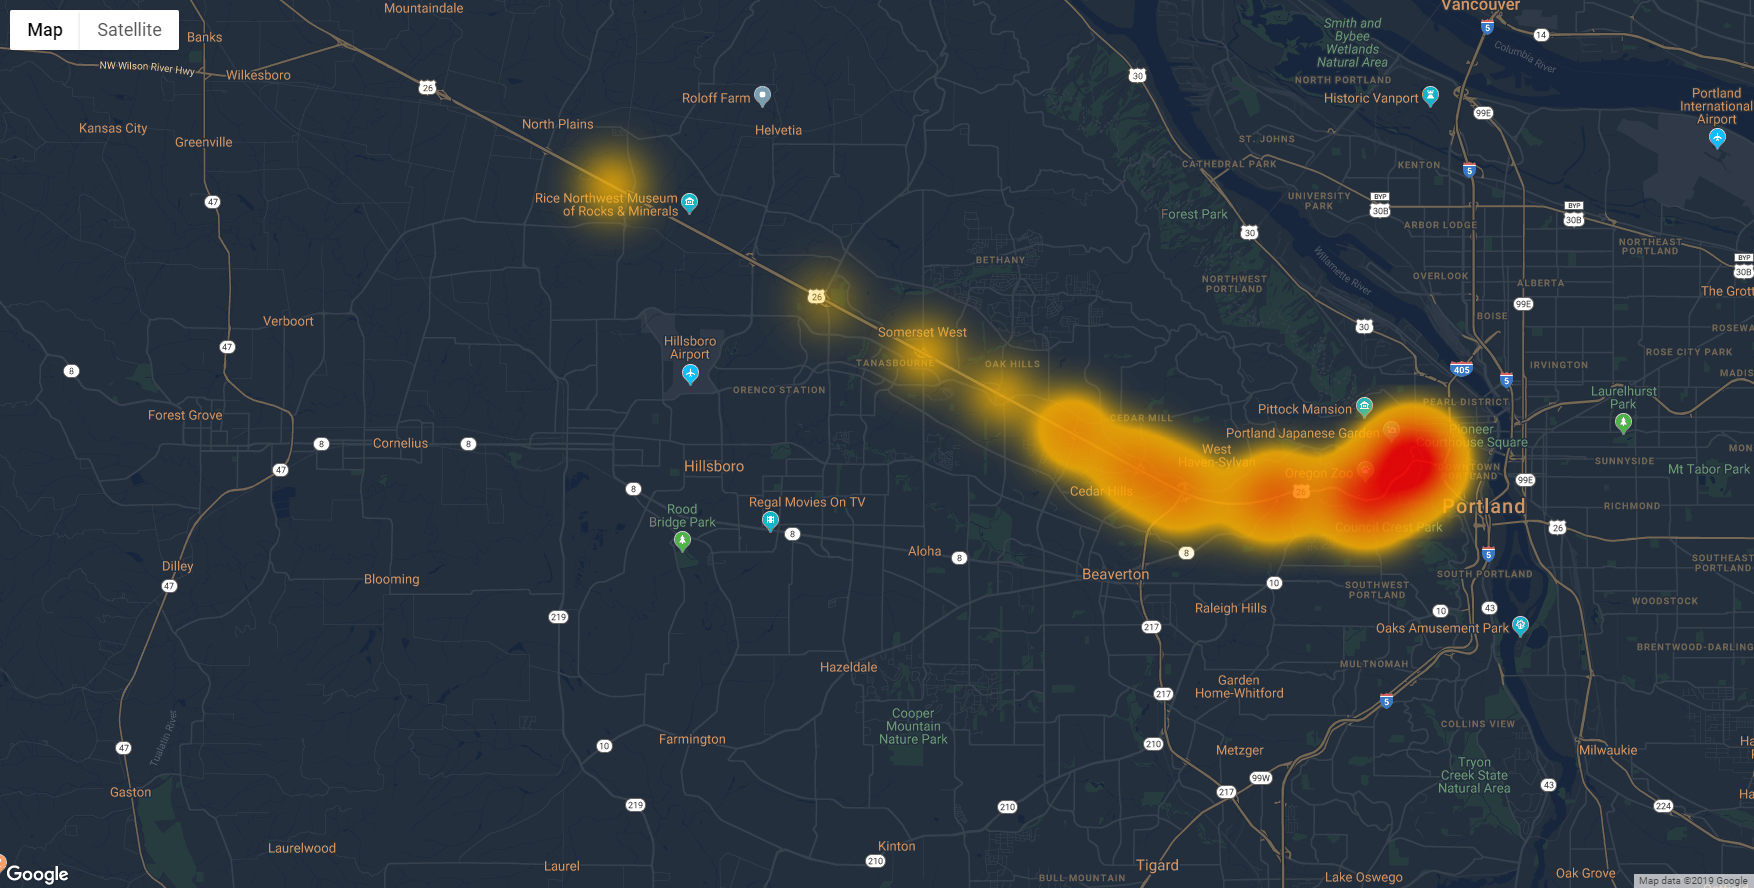 Map
Satellite
Mountaindale
Vancouver
Banks
5
14
Smith and
Bybee
Wetlands
Natural Area
Columbia River
NW Wilson River Hwy
Wilkesboro
26
30
NORTH PORTLAND
Roloff Farm
Historic Vanport
Portland
International
Airport
99E
Kansas City
North Plains
Helvetia
Greenville
ST. JOHNS
CATHEDRAL PARK
KENTON
5
47
Rice Northwest Museum
of Rocks & Minerals
UNIVERSITY
PARK
BYP
30B
BYP
30B
Forest Park
ARBOR LODGE
30
NORTHEAST
PORTLAND
BETHANY
Willamette River
BYP
30B
NORTHWEST
PORTLAND
OVERLOOK
ALBERTA
The Grott
26
99E
Verboort
BOISE
Somerset West
30
ROSEW
Hillsboro
Airport
47
ROSE CITY PARK
TANASBOURNE
OAK HILLS
IRVINGTON
8
405
5
MADIS
ORENCO STATION
Laurelhurst
Park
PEARL DISTRICT
Forest Grove
Pittock Mansion
CEDAR MILL
Portland Japanese Garden
Pioneer
Courthouse Square
8
Cornelius
8
West
Haven-Sylvan
SUNNYSIDE
47
Hillsboro
Oregon Zoo
DOWNTOWN
PORTLAND
Mt Tabor Park
99E
8
Cedar Hills
26
Regal Movies On TV
Portland
RICHMOND
Rood
Bridge Park
8
Council Crest Park
26
Aloha
8
8
5
Dilley
Beaverton
SOUTH PORTLAND
SOUTHEAST
PORTLAND
Blooming
10
47
SOUTHWEST
PORTLAND
WOODSTOCK
219
Raleigh Hills
10
43
217
Oaks Amusement Park
BRENTWOOD-DARLING
Hazeldale
MULTNOMAH
Garden
Home-Whitford
217
5
Cooper
Mountain
Nature Park
COLLINS VIEW
Tualatin River
Farmington
47
10
210
Metzger
Milwaukie
Ha
Tryon
Creek State
Natural Area
99W
43
Gaston
217
Ha
219
210
224
Laurelwood
Kinton
210
Laurel
Tigard
Oak Grove
Google
BULL MOUNTAIN
Lake Oswego
Map data ©2019 Google